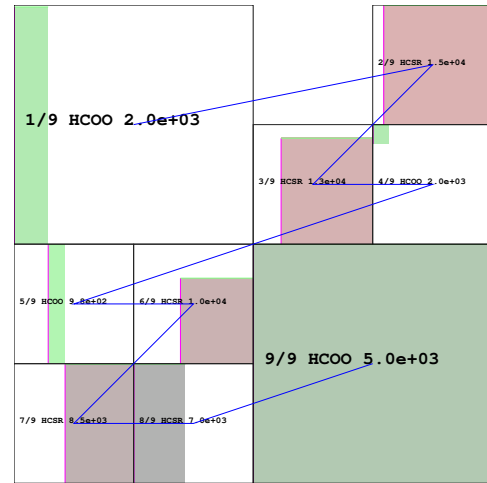 1/9 HCOO 2.0e+03
2/9 HCSR 1.5e+04
3/9 HCSR 1.3e+04
4/9 HCOO 2.0e+03
5/9 HCOO 9.8e+02
6/9 HCSR 1.0e+04
7/9 HCSR 8.5e+03
8/9 HCSR 7.0e+03
9/9 HCOO 5.0e+03